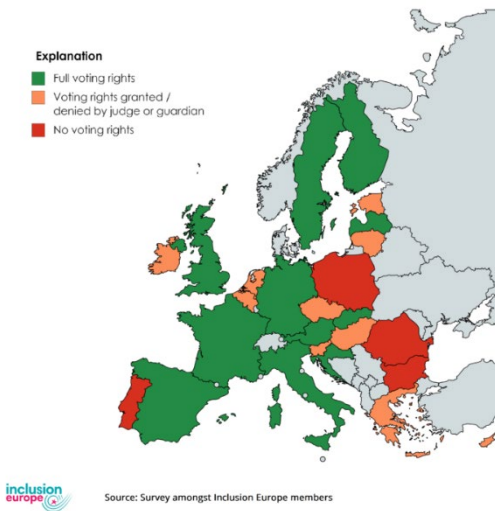 Explanation
Full voting rights
Voting rights granted /
denied by judge or guardian
No voting rights
inclusion
europe
Source: Survey amongst Inclusion Europe members